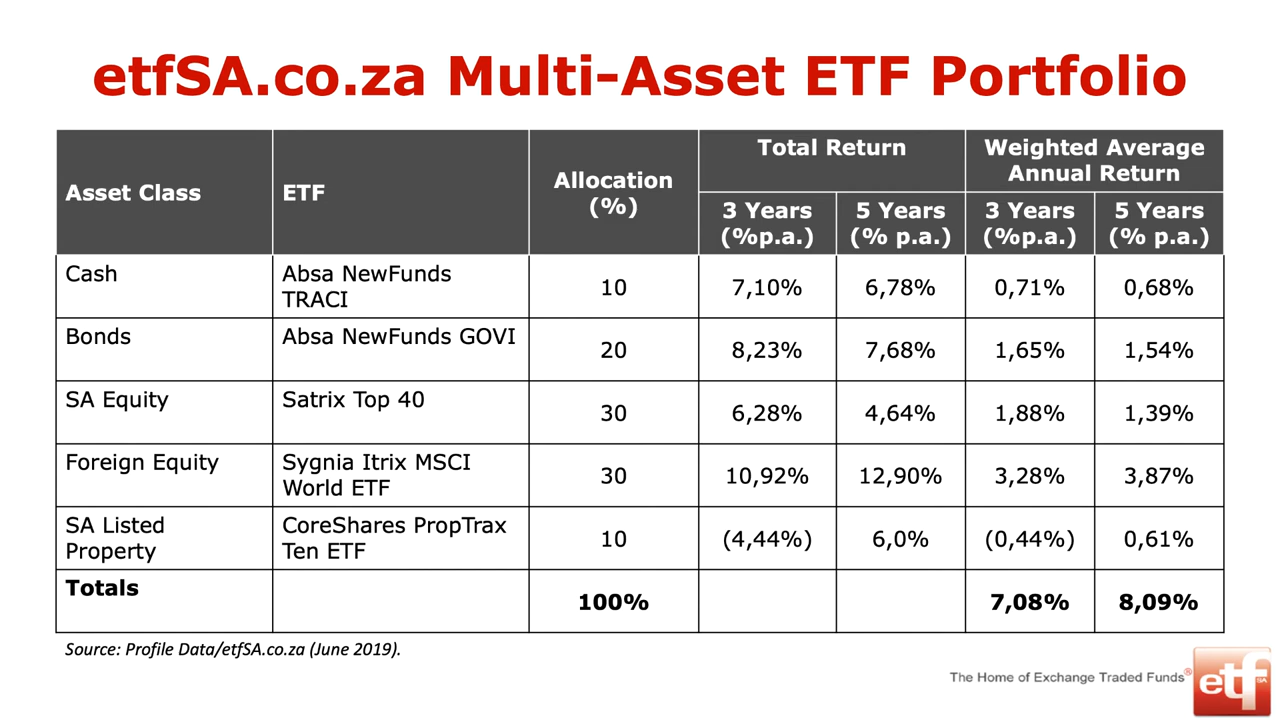 etfSA.co.za Multi-Asset ETF Portfolio
Asset Class
ETF
Allocation
(%)
Total Return
Weighted Average
Annual Return
3 Years
(%p.a.)
5 Years
(% p.a.)
3 Years
(%p.a.)
5 Years
(% p.a.)
Cash
Absa NewFunds
TRACI
10
7,10%
6,78%
0,71%
0,68%
Bonds
Absa NewFunds GOVI
20
8,23%
7,68%
1,65%
1,54%
SA Equity
Satrix Top 40
30
6,28%
4,64%
1,88%
1,39%
Foreign Equity
Sygnia Itrix MSCI
World ETF
30
10,92%
12,90%
3,28%
3,87%
SA Listed
Property
CoreShares PropTrax
Ten ETF
10
(4,44%)
6,0%
(0,44%)
0,61%
Totals
100%
7,08%
8,09%
Source: Profile Data/etfSA.co.za (June 2019).
The Home of Exchange Traded Funds®
etf
SA